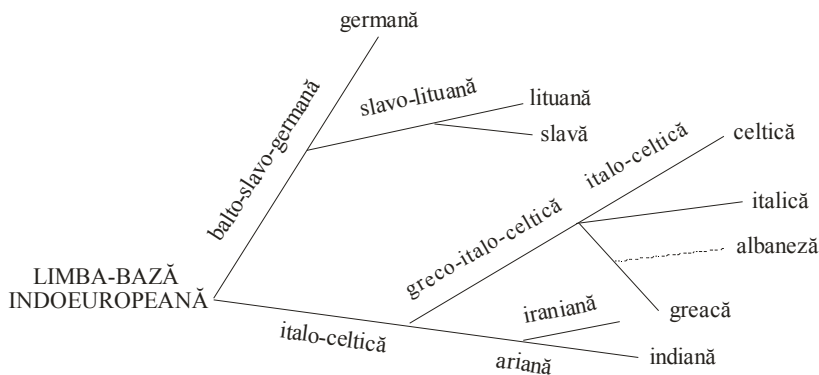 germană
balto-slavo-germană
slavo-lituană
lituană
slavă
italo-celtică
celtică
italică
greco-italo-celtică
albaneză
LIMBA-BAZĂ
INDOEUROPEANĂ
iraniană
greacă
italo-celtică
ariană
indiană